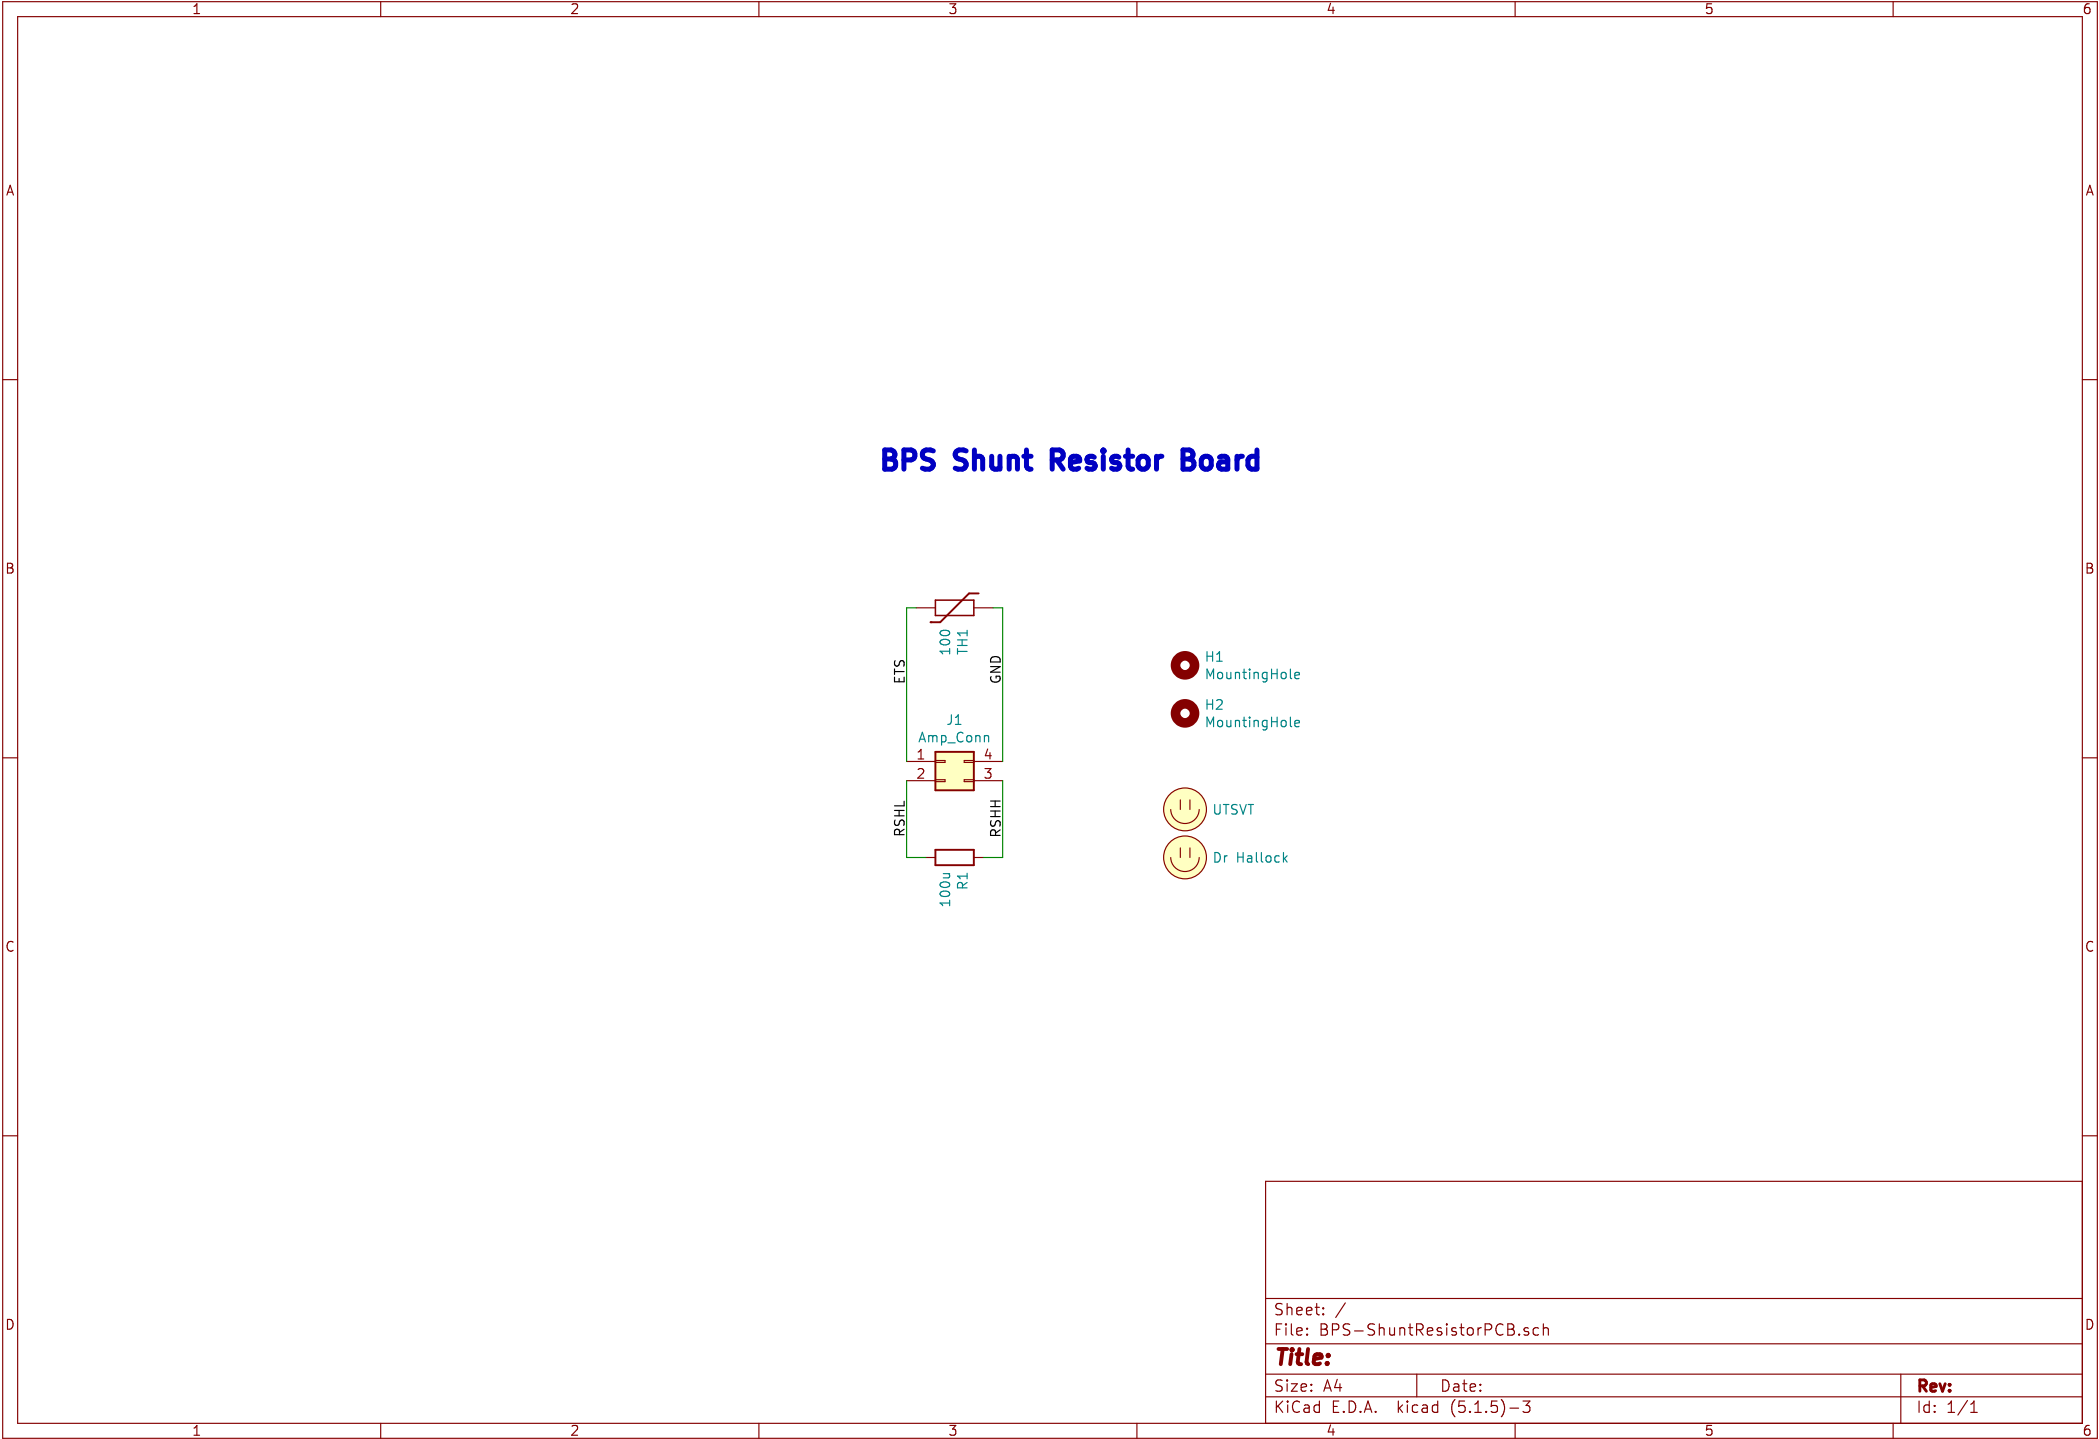 1 2 3 4 5 6
A A
BPS Shunt Resistor Board
B B
100
TH1
ETS
GND
H1
MountingHole
H2
MountingHole
J1
Amp_Conn
1 4
2 3
RSHL
RSHH
UTSVT
Dr Hallock
100u
R1
C C
Sheet: /
File: BPS-ShuntResistorPCB.sch
D D
Title:
Size: A4 Date: Rev:
KiCad E.D.A. kicad (5.1.5)-3 Id: 1/1
1 2 3 4 5 6